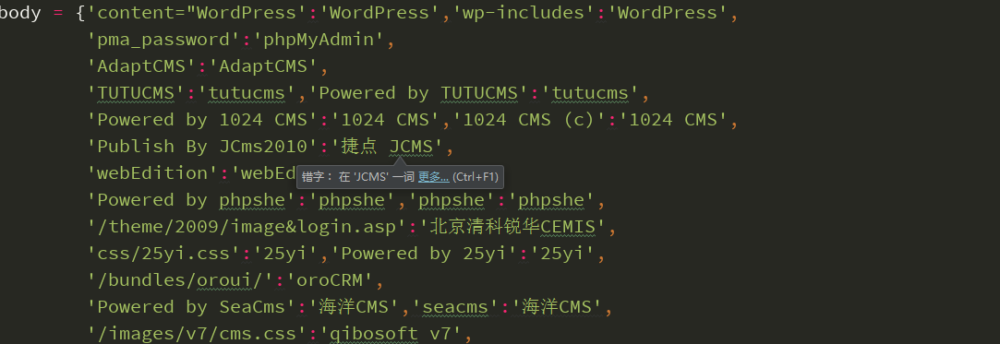 body = {'content="WordPress':'WordPress','wp-includes':'WordPress',
'pma_password':'phpMyAdmin',
'AdaptCMS':'AdaptCMS',
'TUTUCMS':'tutucms','Powered by TUTUCMS':'tutucms',
'Powered by 1024 CMS':'1024 CMS','1024 CMS (c)':'1024 CMS',
'Publish By JCms2010':'捷点 JCMS',
'webEdition':'webEd
错字： 在 'JCMS' 一词 更多... (Ctrl+F1)
'Powered by phpshe':'phpshe','phpshe':'phpshe',
'/theme/2009/image&login.asp':'北京清科锐华CEMIS',
'css/25yi.css':'25yi','Powered by 25yi':'25yi',
'/bundles/oroui/':'oroCRM',
'Powered by SeaCms':'海洋CMS','seacms':'海洋CMS',
'/images/v7/cms.css':'qibosoft v7',